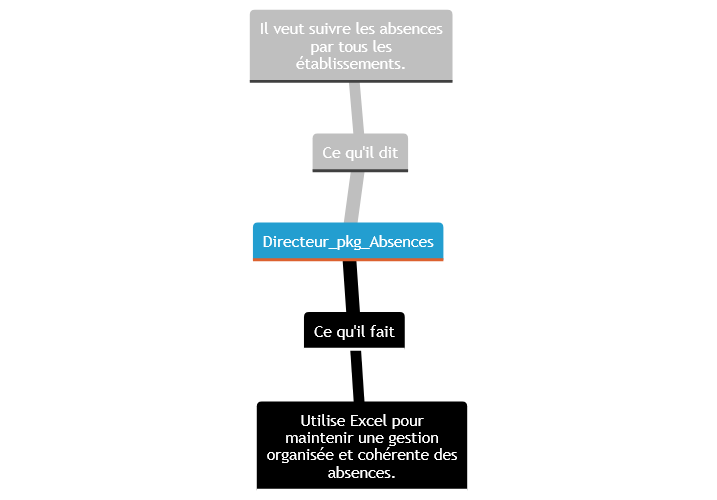 Il veut suivre les absences
par tous les
établissements.
Ce qu'il dit
Directeur_pkg_Absences
Ce qu'il fait
Utilise Excel pour
maintenir une gestion
organisée et cohérente des
absences.